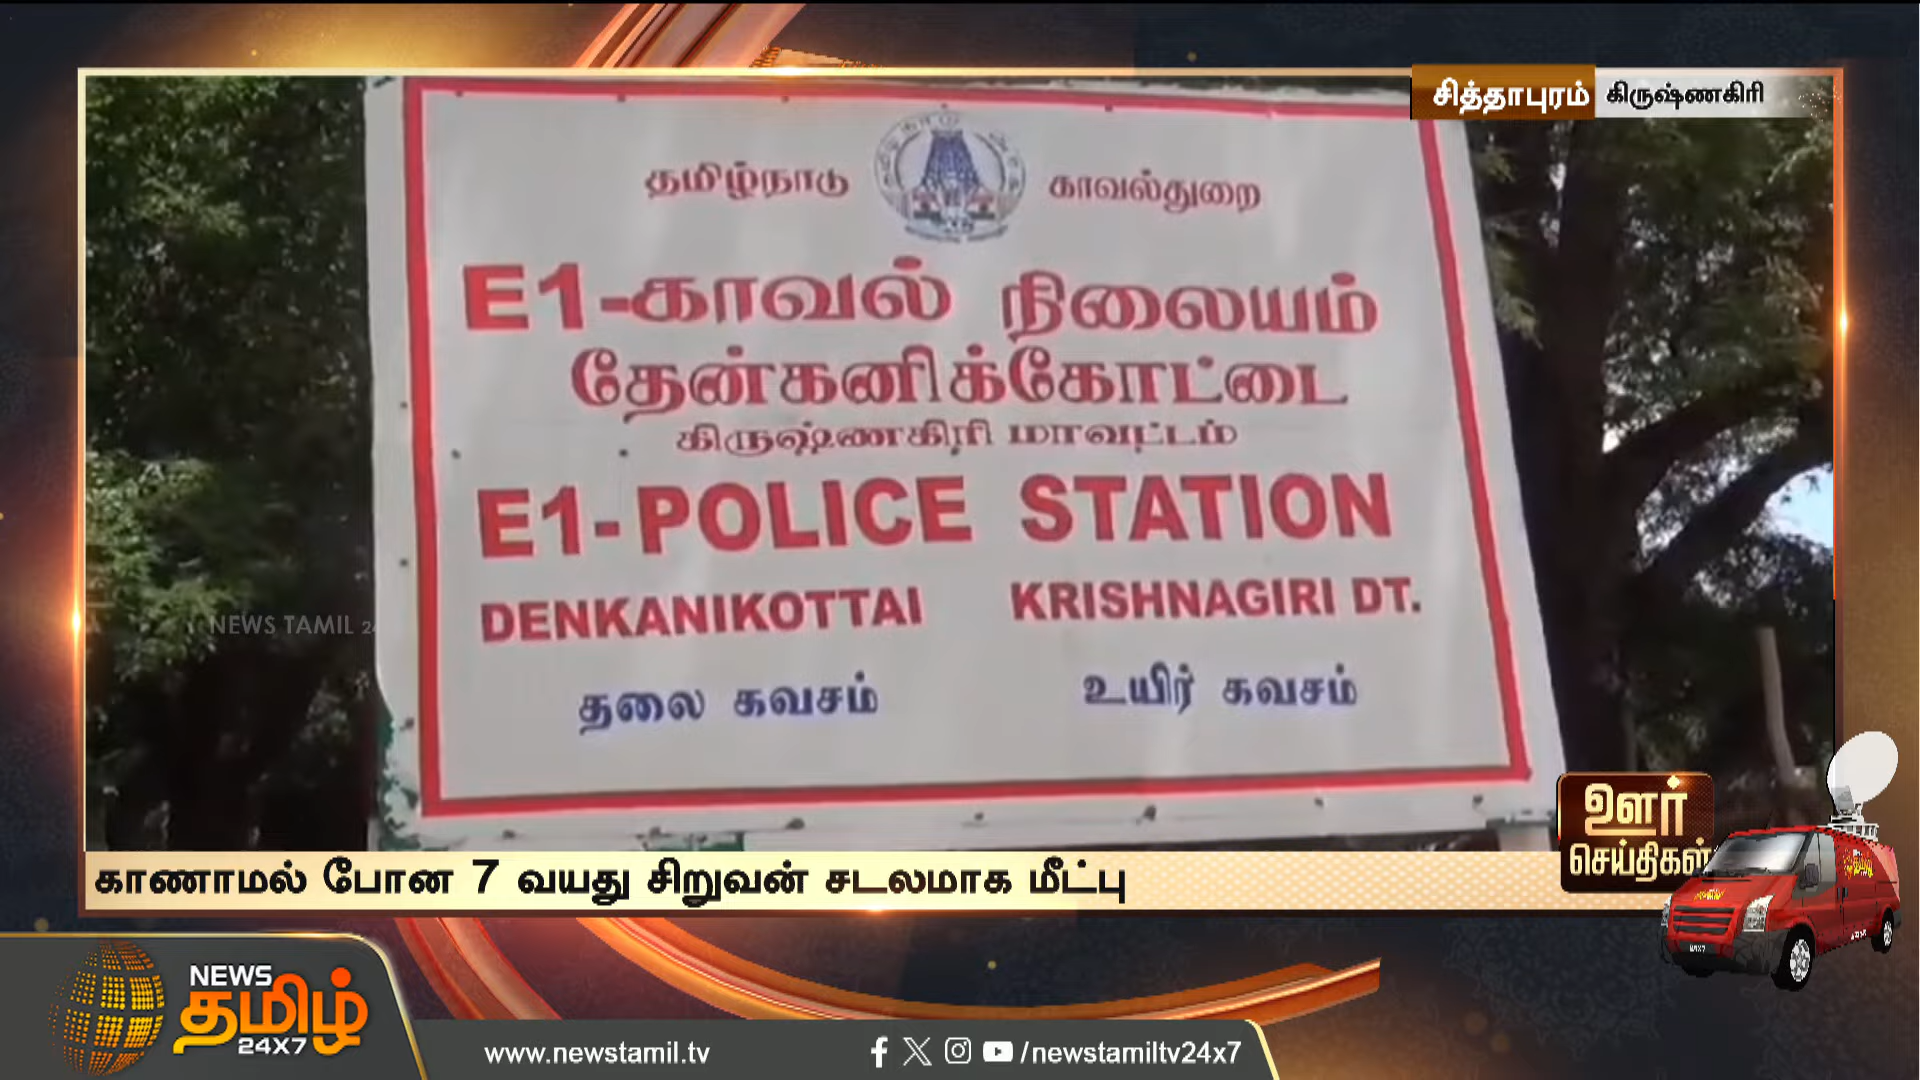 சித்தாபுரம் கிருஷ்ணகிரி
தமிழ்நாடு காவல்துறை
E1-காவல் நிலையம்
தேன்கனிக்கோட்டை
கிருஷ்ணகிரி மாவட்டம்
E1-POLICE STATION
DENKANIKOTTAI KRISHNAGIRI DT.
தலை கவசம் உயிர் கவசம்
NEWS TAMIL
ஊர்
செய்திகள்
காணாமல் போன 7 வயது சிறுவன் சடலமாக மீட்பு
NEWS
தமிழ்
24X7
www.newstamil.tv
/newstamiltv24x7